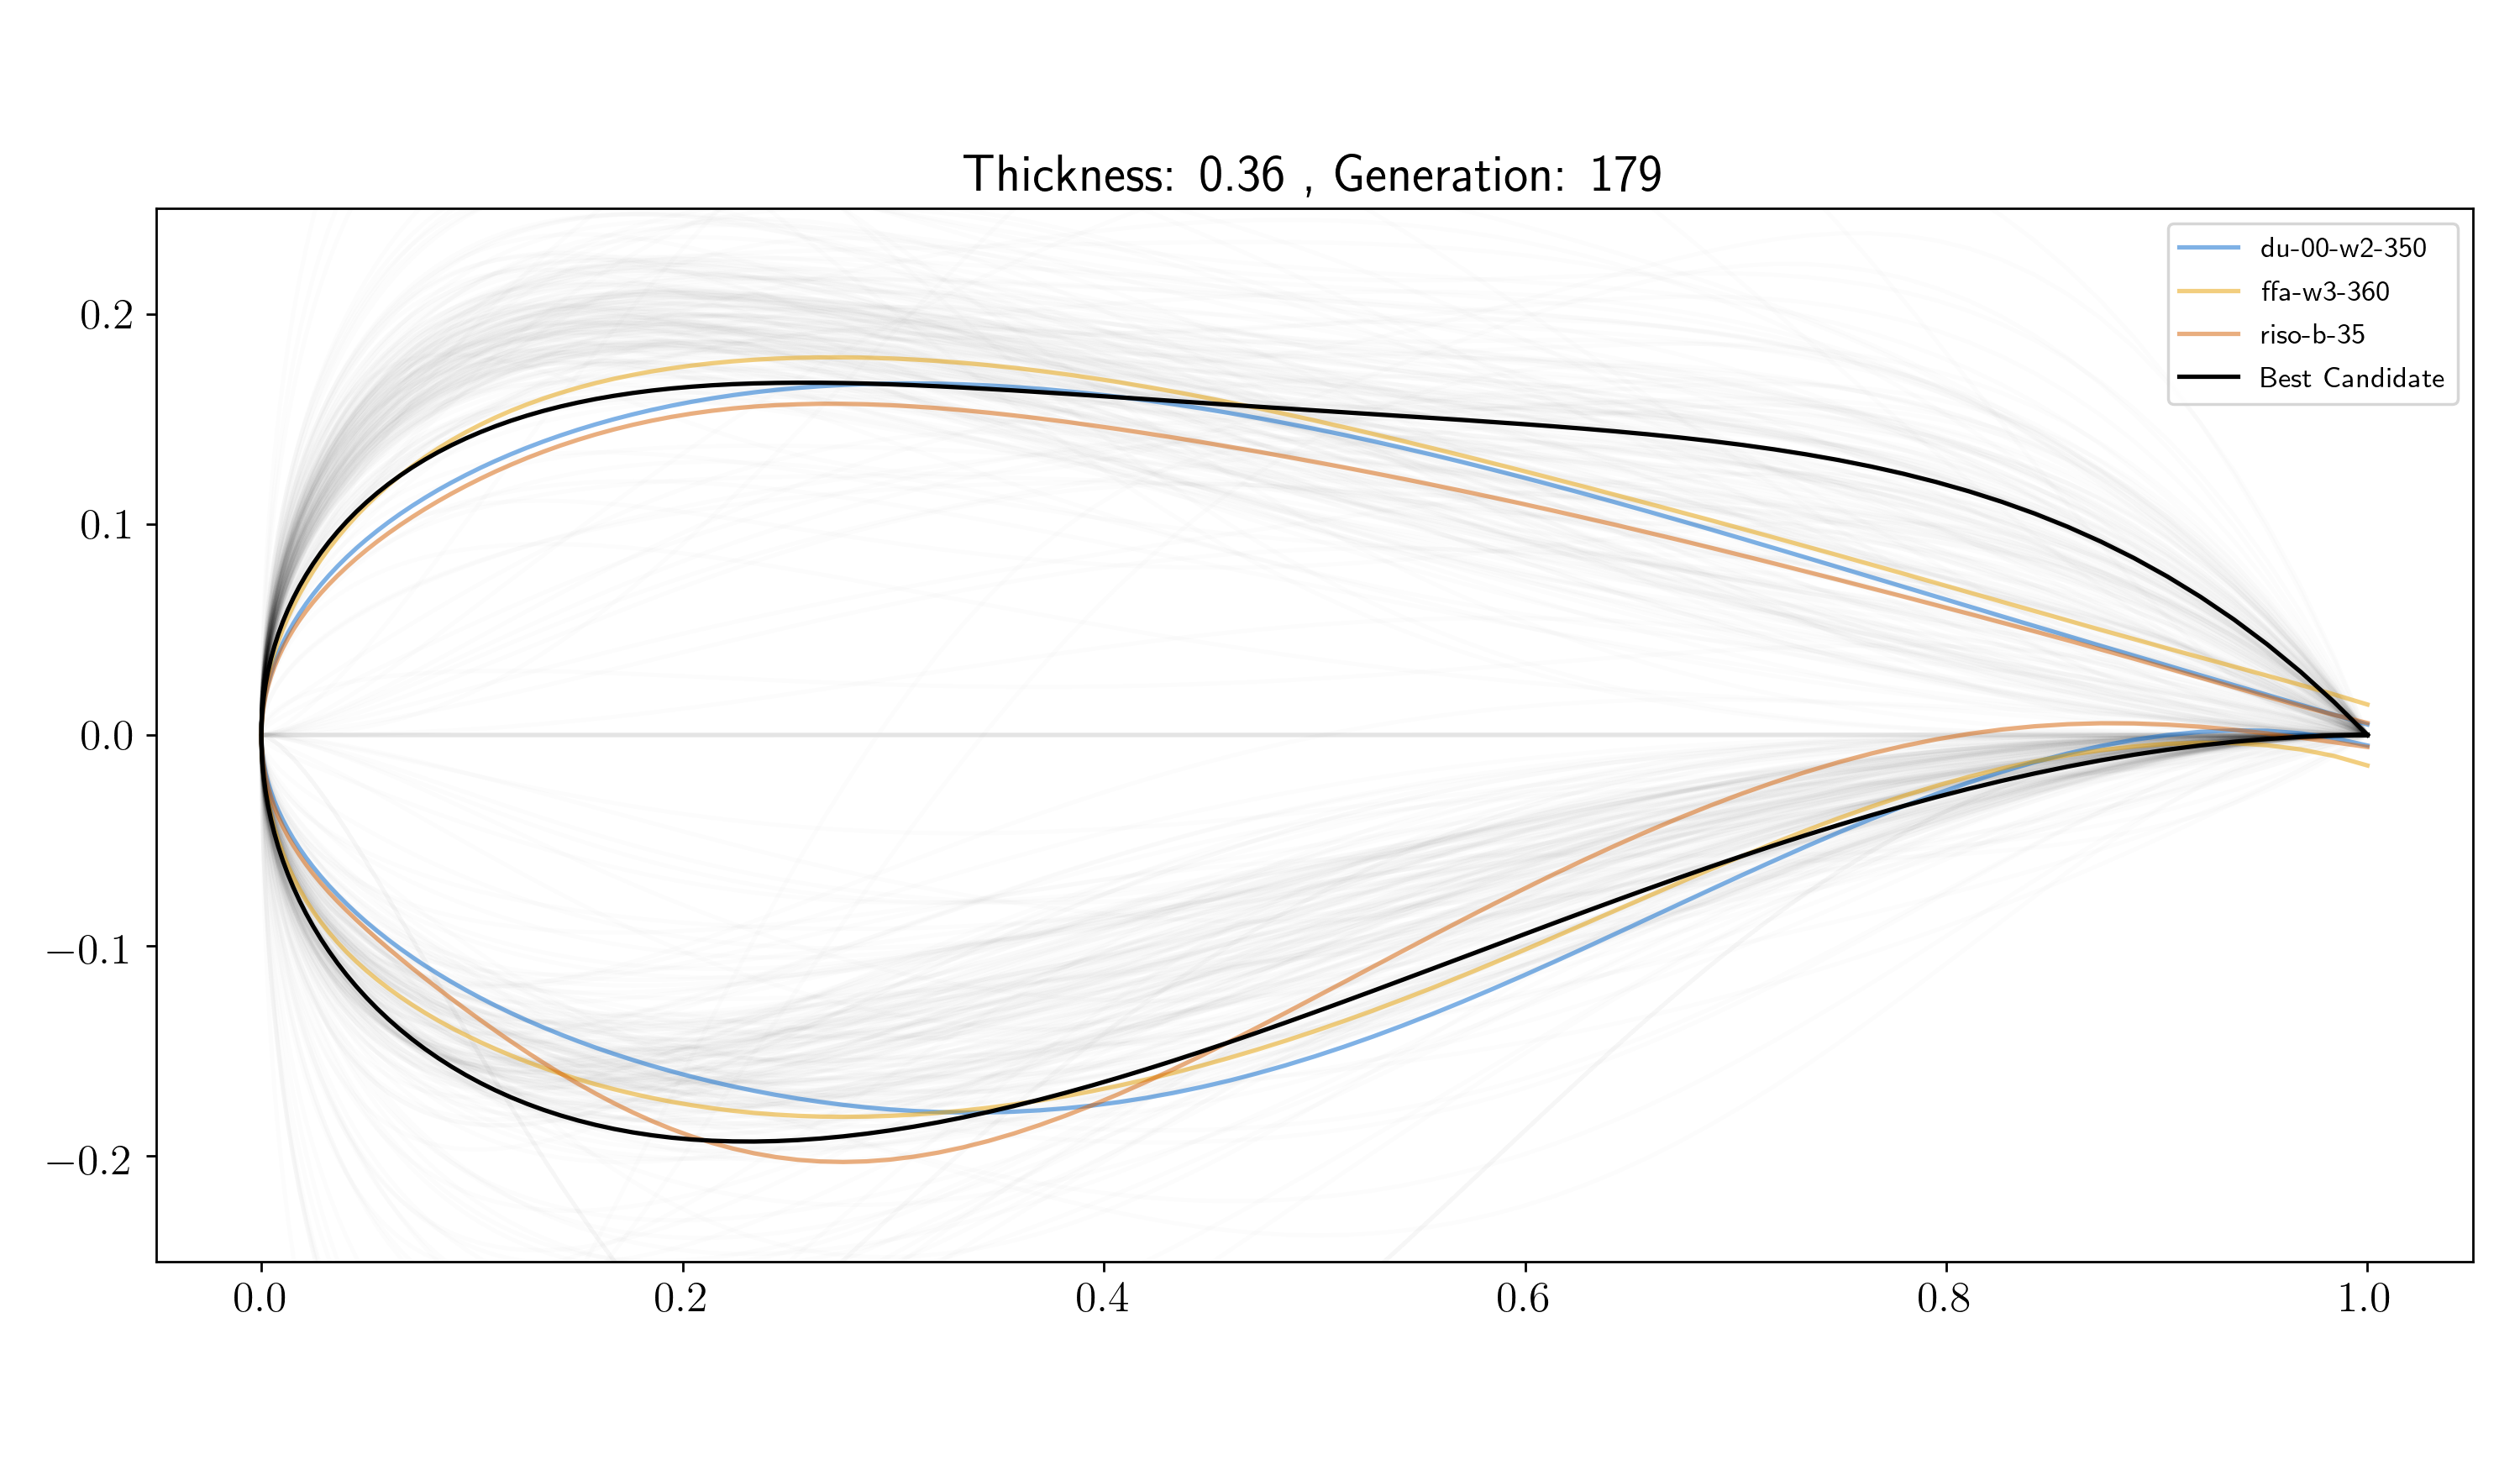 Thickness: 0.36 , Generation: 179
du-00-w2-350
ffa-w3-360
riso-b-35
Best Candidate
0.2
0.1
0.0
−0.1
−0.2
0.0 0.2 0.4 0.6 0.8 1.0